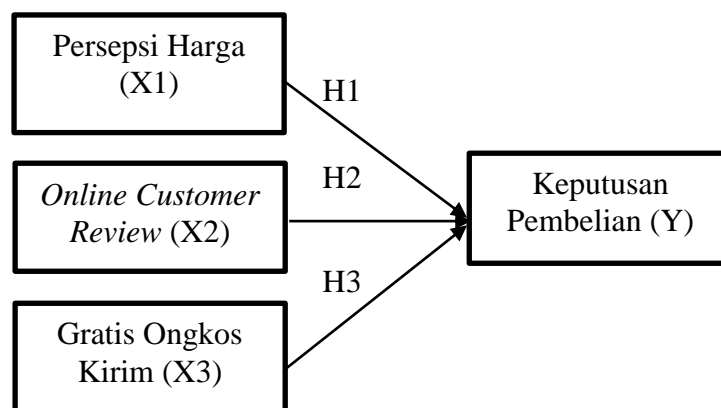 Persepsi Harga
(X1)
H1
Online Customer
Review (X2)
H2
Keputusan
Pembelian (Y)
H3
Gratis Ongkos
Kirim (X3)